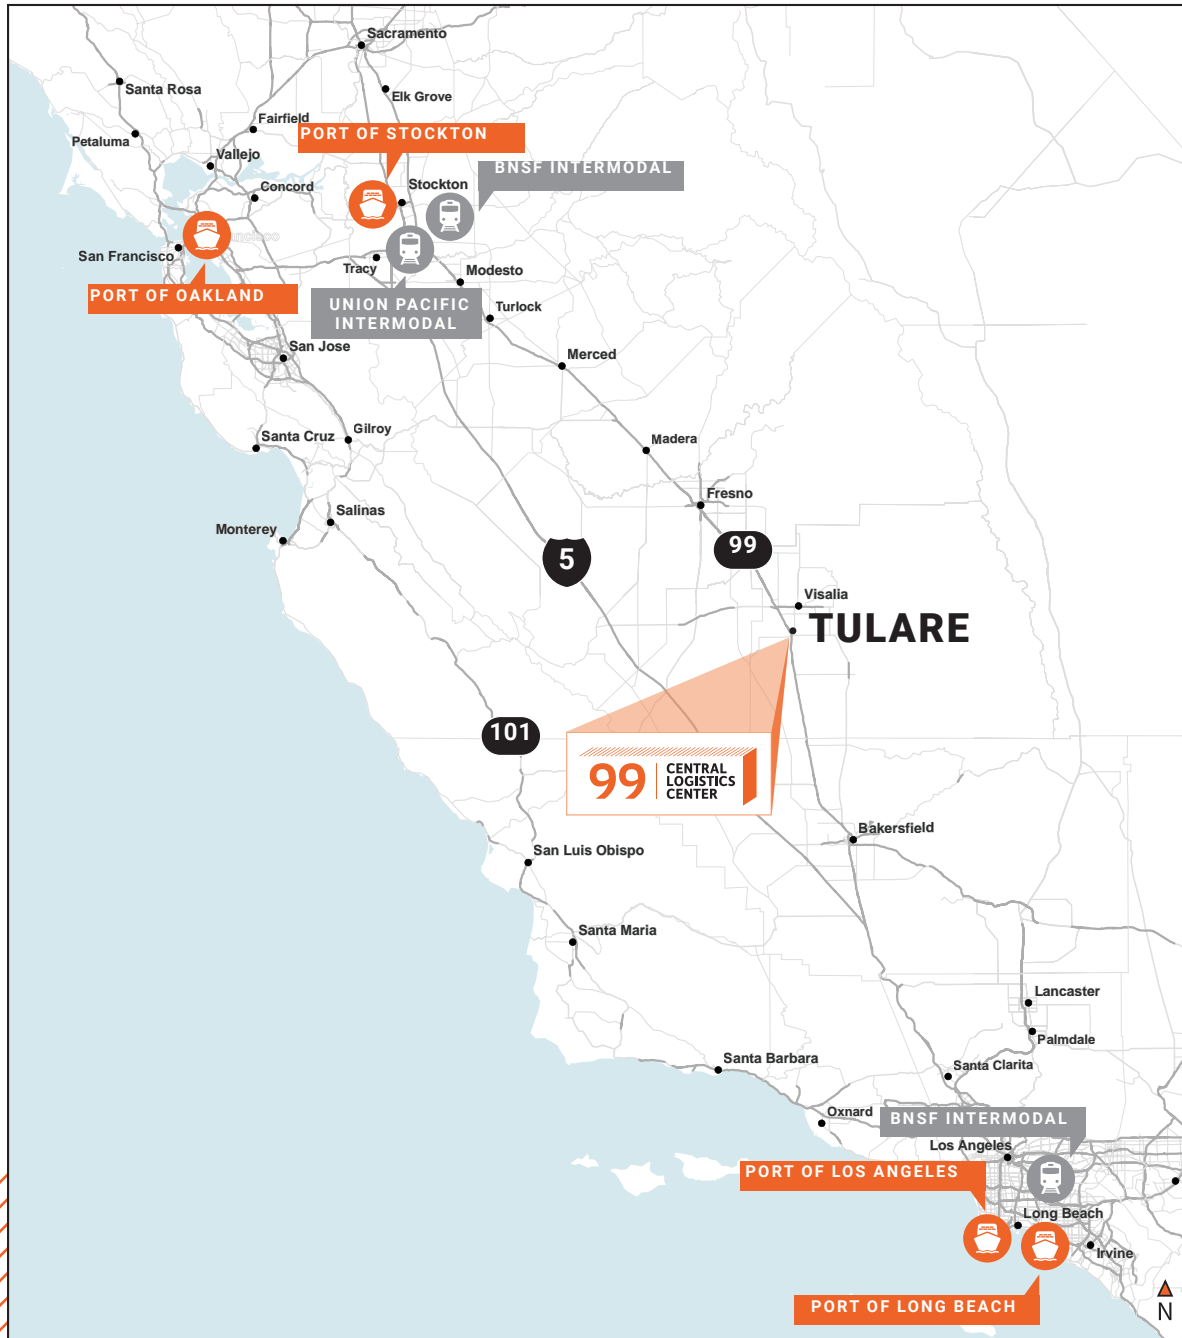 Sacramento
Santa Rosa
Elk Grove
Fairfield
PORT OF STOCKTON
Petaluma
Vallejo
BNSF INTERMODAL
Concord
Stockton
ncisco
San Francisco
Tracy
Modesto
PORT OF OAKLAND
UNION PACIFIC
INTERMODAL
Turlock
San Jose
Merced
Santa Cruz
Gilroy
Madera
Fresno
Salinas
Monterey
99
5
Visalia
TULARE
101
99
CENTRAL
LOGISTICS
CENTER
Bakersfield
San Luis Obispo
Santa Maria
Lancaster
Palmdale
Santa Barbara
Santa Clarita
Oxnard
BNSF INTERMODAL
Los Angeles
PORT OF LOS ANGELES
Long Beach
Irvine
PORT OF LONG BEACH
N